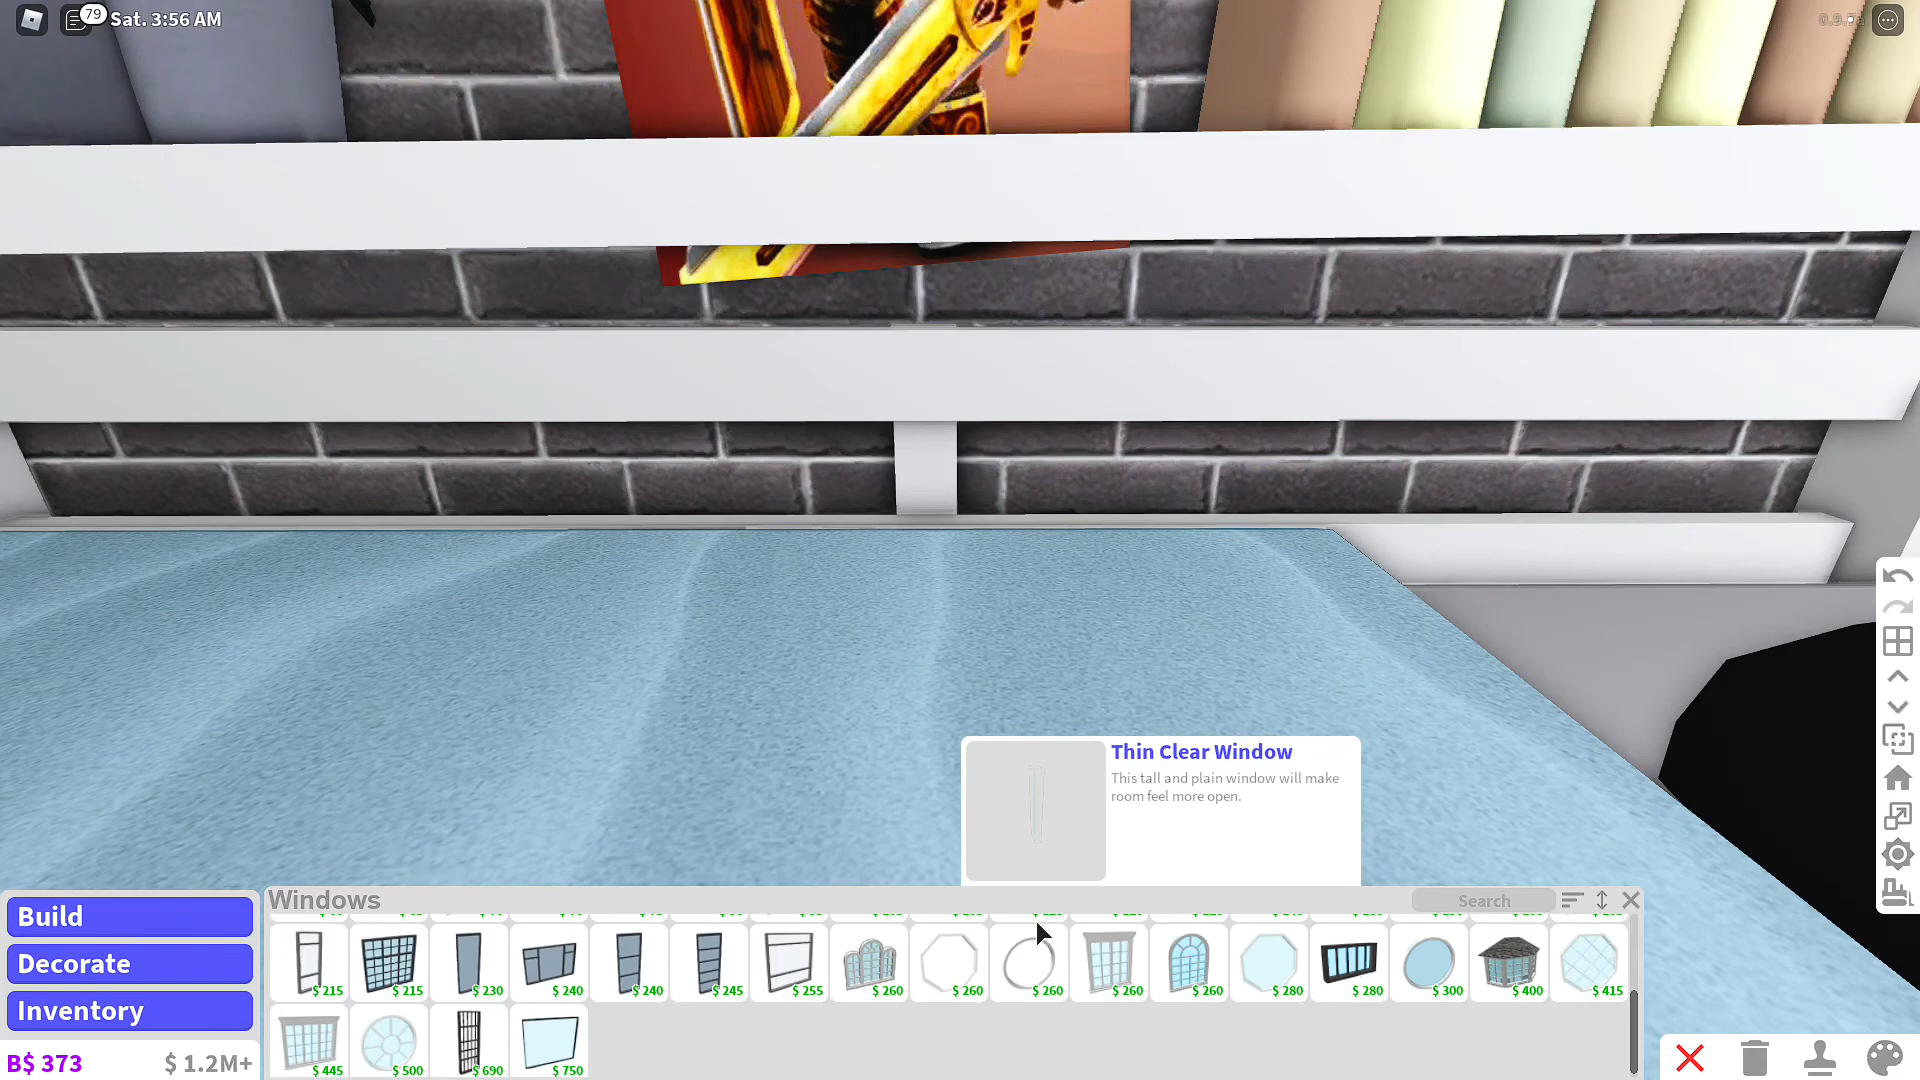 79 Sat. 3:56 AM
Thin Clear Window
This tall and plain window will make
room feel more open.
Windows
Search
Build
Decorate
Inventory
B$ 373
$ 1.2M+
$ 215
$ 215
$ 230
$ 240
$ 240
$ 245
$ 255
$ 260
$ 260
$ 260
$ 260
$ 260
$ 280
$ 280
$ 300
$ 400
$ 415
$ 445
$ 500
$ 690
$ 750